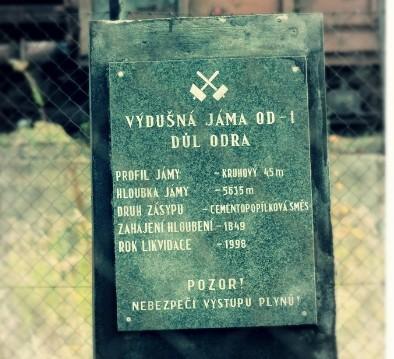 VÝDUŠNÁ JÁMA OD-1
DŮL ODRA
PROFIL JÁMY - KRUHOVÝ 4,5 m
HLOUBKA JÁMY - 563,5 m
DRUH ZÁSYPU - CEMENTOPOPÍLKOVÁ SMĚS
ZAHÁJENÍ HLOUBENÍ - 1849
ROK LIKVIDACE - 1998
POZOR!
NEBEZPEČÍ VÝSTUPU PLYNŮ!